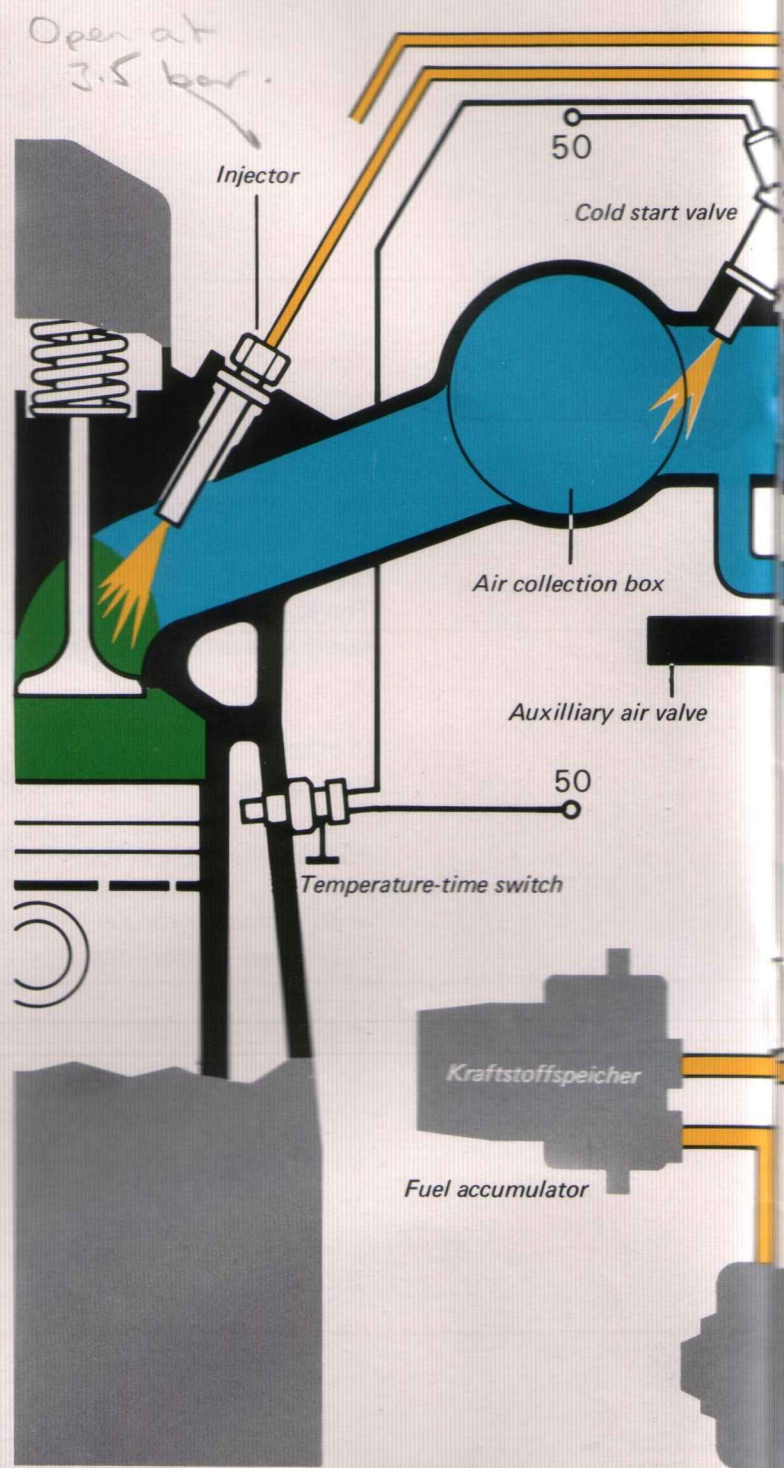 Open at
3.5 bar.
50
Injector
Cold start valve
Air collection box
Auxilliary air valve
50
Temperature-time switch
Kraftstoffspeicher
Fuel accumulator